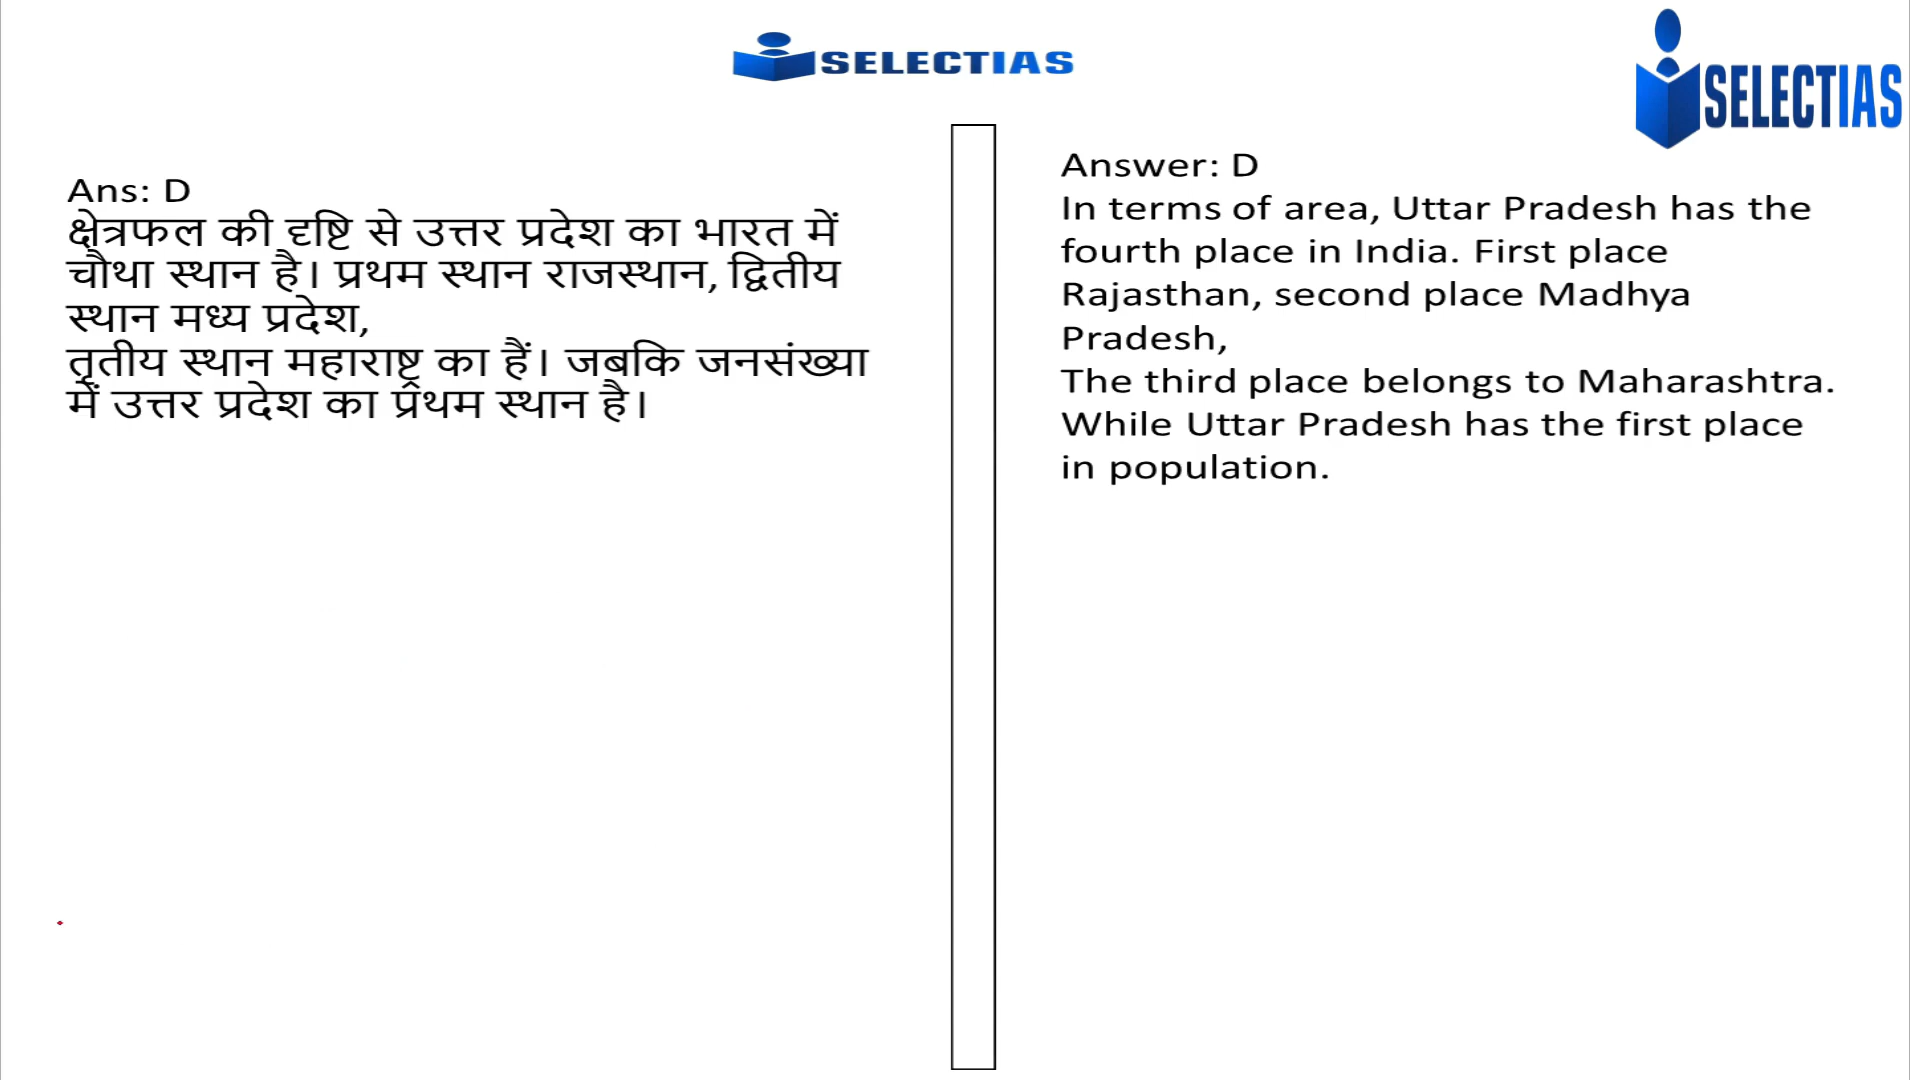 SELECTIAS
SELECTIAS
Ans: D
क्षेत्रफल की दृष्टि से उत्तर प्रदेश का भारत में
चौथा स्थान है। प्रथम स्थान राजस्थान, द्वितीय
स्थान मध्य प्रदेश,
तृतीय स्थान महाराष्ट्र का हैं। जबकि जनसंख्या
में उत्तर प्रदेश का प्रथम स्थान है।
Answer: D
In terms of area, Uttar Pradesh has the
fourth place in India. First place
Rajasthan, second place Madhya
Pradesh,
The third place belongs to Maharashtra.
While Uttar Pradesh has the first place
in population.